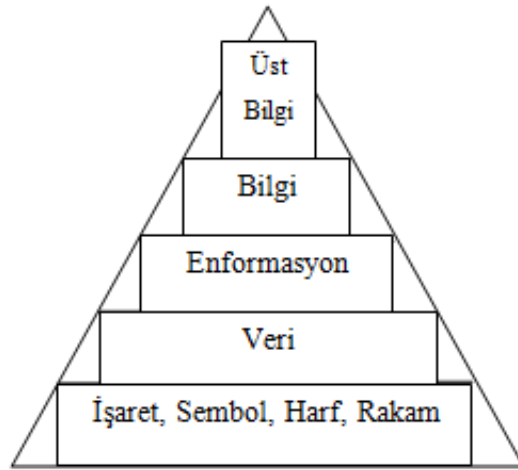 Üst
Bilgi
Bilgi
Enformasyon
Veri
İşaret, Sembol, Harf, Rakam